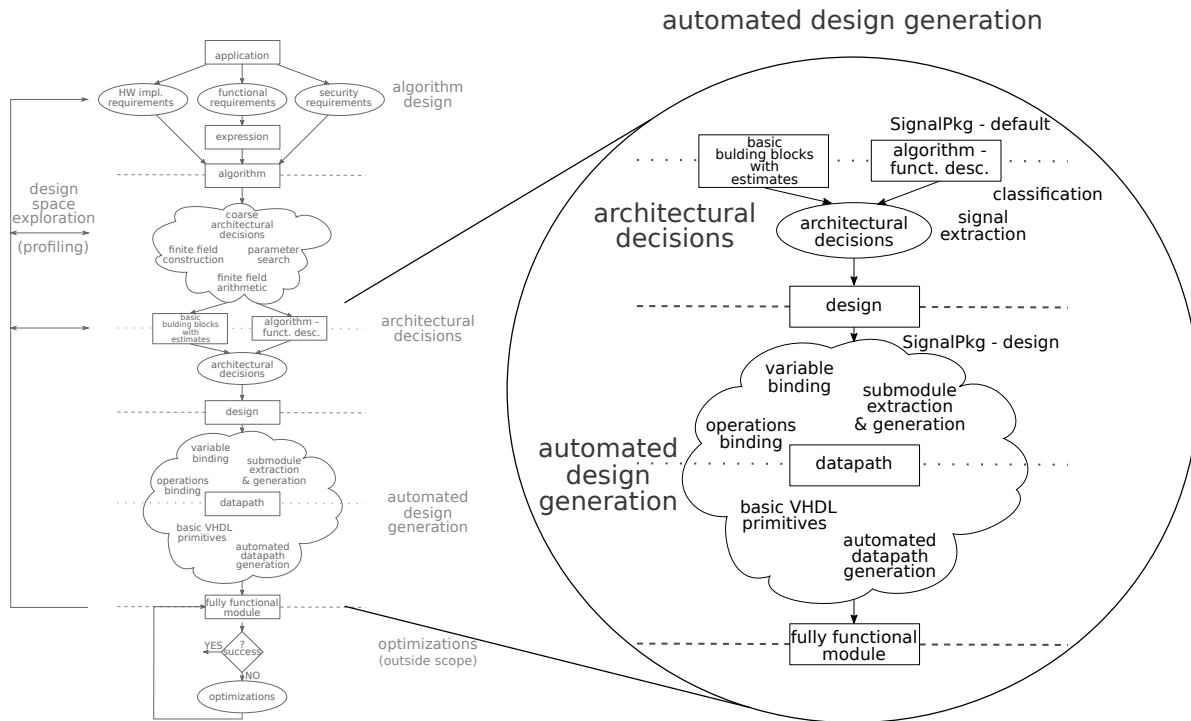 automated design generation
application
HW impl.
requirements
functional
requirements
security
requirements
algorithm
design
expression
algorithm
design
space
exploration
(profiling)
coarse
architectural
decisions
finite field
construction
parameter
search
finite field
arithmetic
basic
bulding blocks
with
estimates
algorithm -
funct. desc.
architectural
decisions
architectural
decisions
design
variable
binding
submodule
extraction
& generation
operations
binding
datapath
automated
design
generation
basic VHDL
primitives
automated
datapath
generation
fully functional
module
?
success
YES
NO
optimizations
(outside scope)
optimizations
SignalPkg - default
basic
bulding blocks
with
estimates
algorithm -
funct. desc.
classification
architectural
decisions
architectural
decisions
signal
extraction
design
SignalPkg - design
variable
binding
submodule
extraction
& generation
operations
binding
automated
design
generation
datapath
basic VHDL
primitives
automated
datapath
generation
fully functional
module